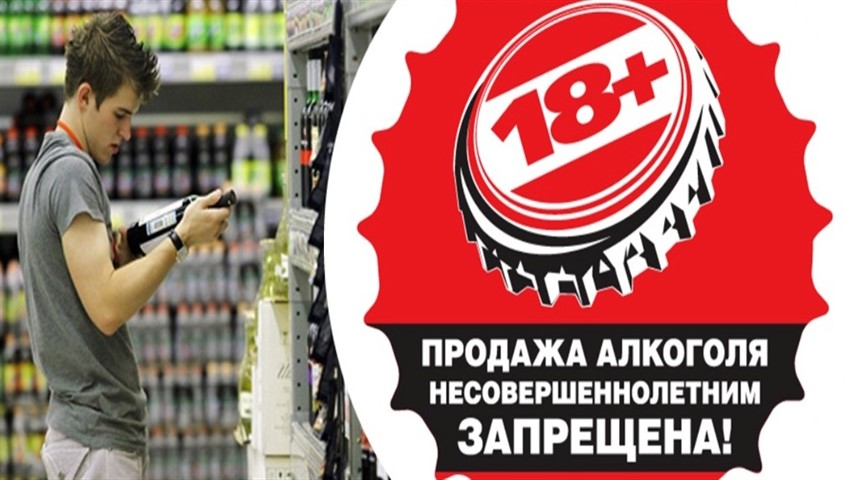 18+
ПРОДАЖА АЛКОГОЛЯ
НЕСОВЕРШЕННОЛЕТНИМ
ЗАПРЕЩЕНА!